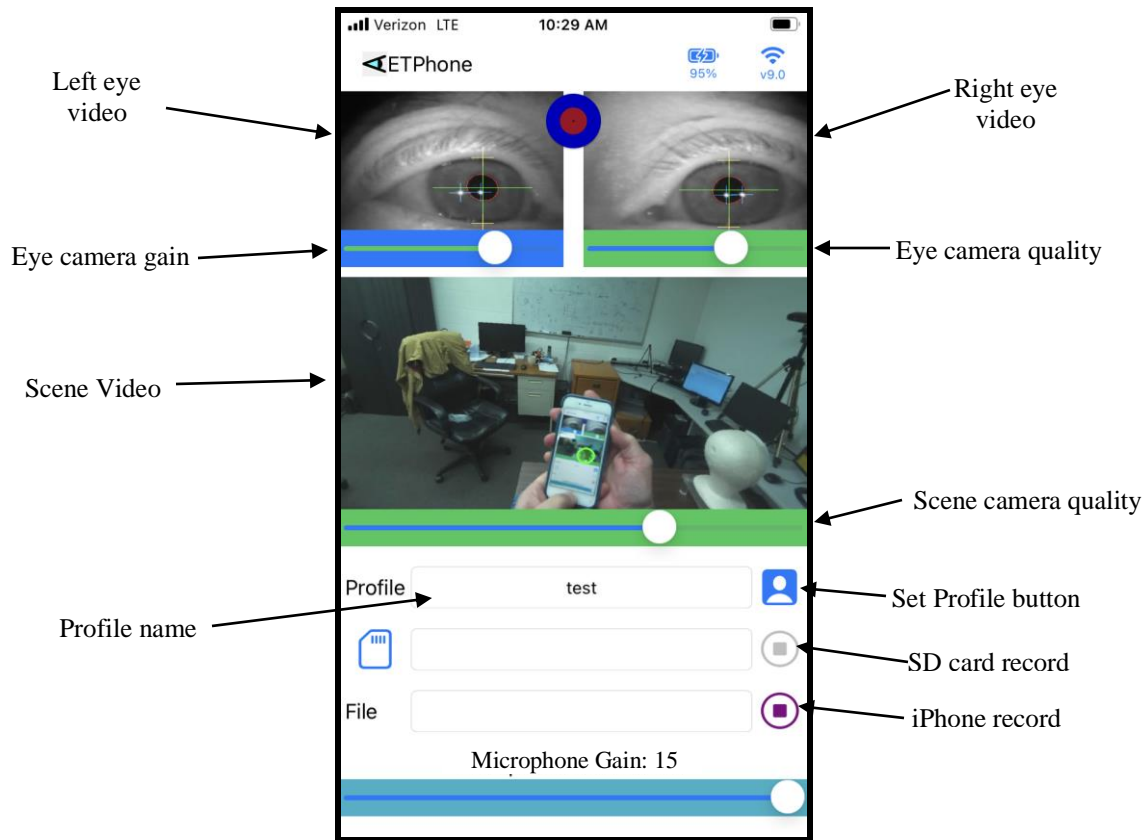 Verizon LTE 10:29 AM
ETPhone
95%
v9.0
Left eye
video
Right eye
video
Eye camera gain
Eye camera quality
Scene Video
Scene camera quality
Profile test
Set Profile button
Profile name
SD card record
File
iPhone record
Microphone Gain: 15